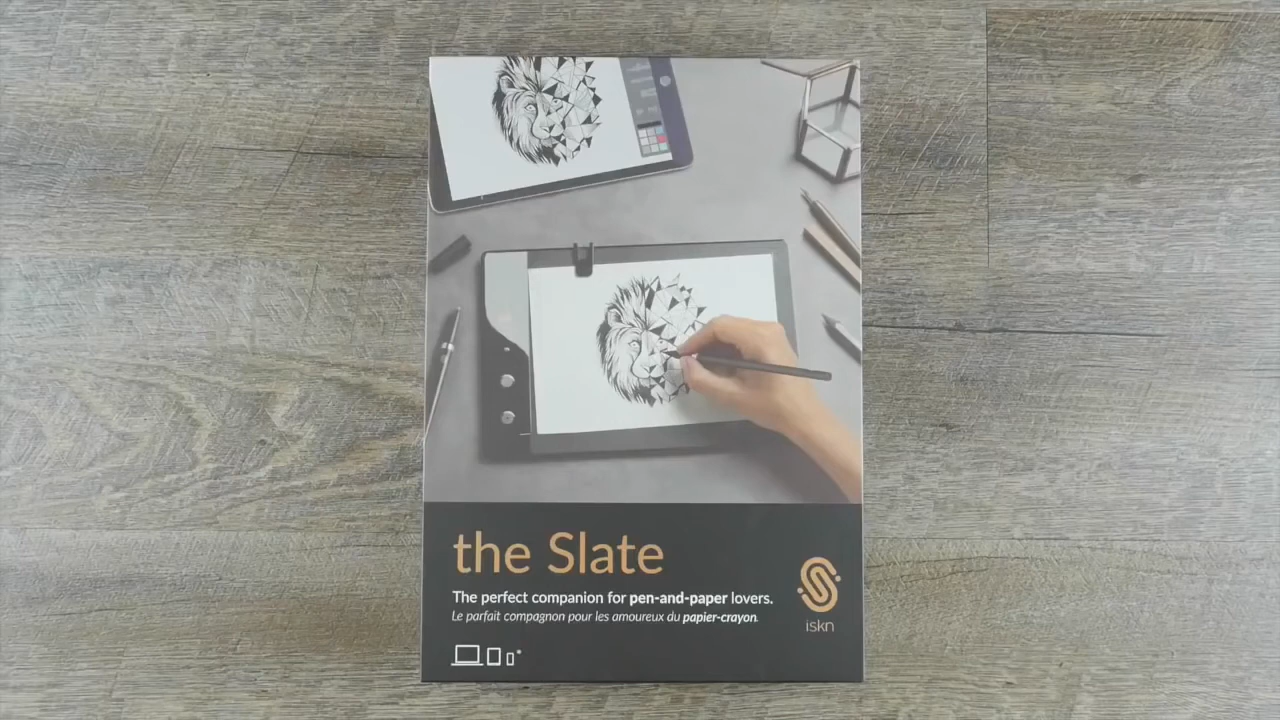 the Slate
The perfect companion for pen-and-paper lovers.
Le parfait compagnon pour les amoureux du papier-crayon.
iskn
*